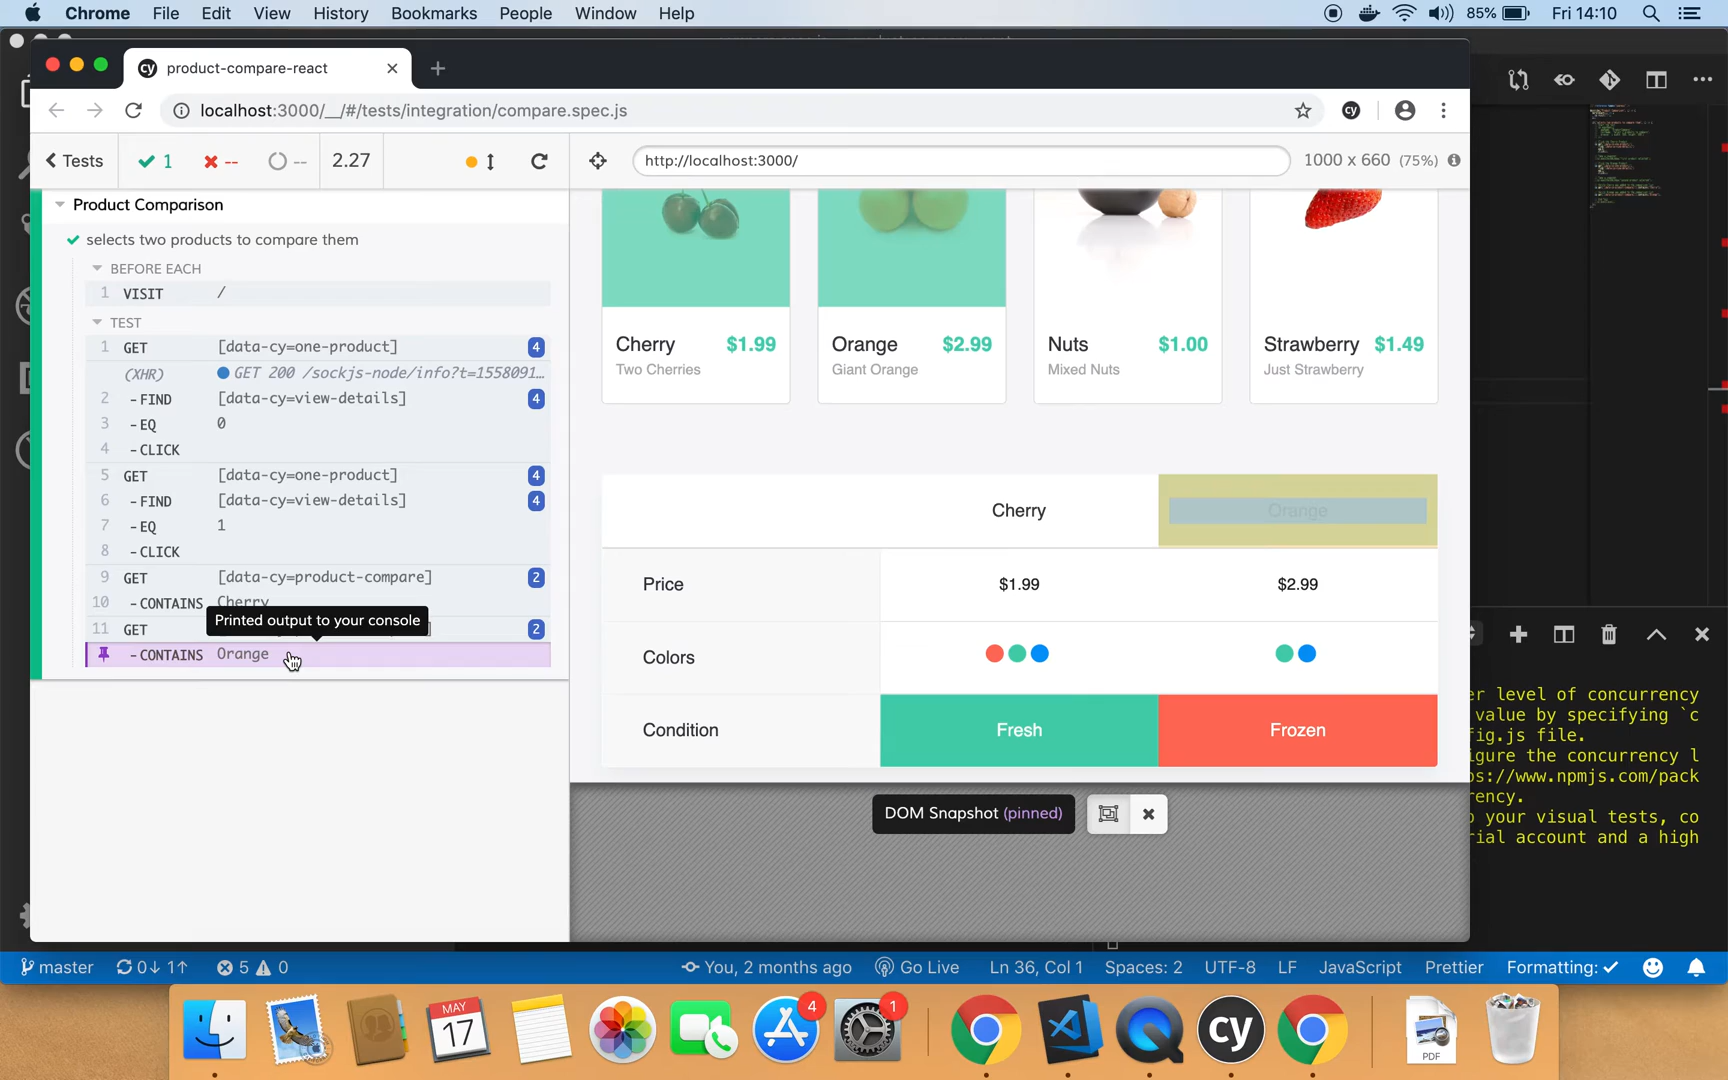 Chrome File Edit View History Bookmarks People Window Help 85% Fri 14:10
cy product-compare-react
localhost:3000/__/#/tests/integration/compare.spec.js cy
Tests 1 -- -- 2.27 http://localhost:3000/ 1000 x 660 (75%)
Product Comparison
selects two products to compare them
BEFORE EACH
1 VISIT /
TEST
1 GET [data-cy=one-product] 4
(XHR) GET 200 /sockjs-node/info?t=1558091...
2 -FIND [data-cy=view-details] 4
3 -EQ 0
4 -CLICK
5 GET [data-cy=one-product] 4
6 -FIND [data-cy=view-details] 4
7 -EQ 1
8 -CLICK
9 GET [data-cy=product-compare] 2
10 -CONTAINS Cherry
Printed output to your console
11 GET ] 2
-CONTAINS Orange
Cherry $1.99
Two Cherries
Orange $2.99
Giant Orange
Nuts $1.00
Mixed Nuts
Strawberry $1.49
Just Strawberry
Cherry Orange
Price $1.99 $2.99
Colors
Condition Fresh Frozen
DOM Snapshot (pinned)
er level of concurrency
value by specifying `c
fig.js file.
igure the concurrency l
ps://www.npmjs.com/pack
rency.
your visual tests, co
rial account and a high
master 0↓ 1↑ 5 0 You, 2 months ago Go Live Ln 36, Col 1 Spaces: 2 UTF-8 LF JavaScript Prettier Formatting: ✓
MAY
17
4
1
cy
PDF